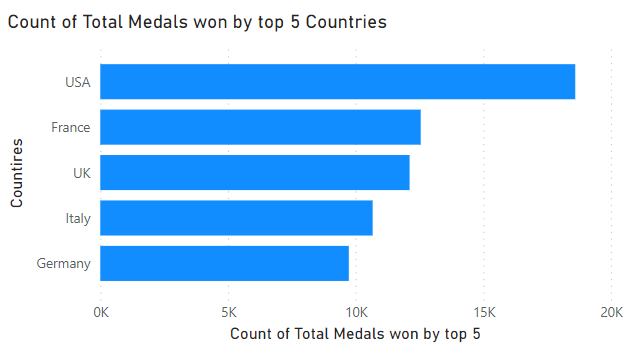 Count of Total Medals won by top 5 Countries
Countires
USA
France
UK
Italy
Germany
0K 5K 10K 15K 20K
Count of Total Medals won by top 5